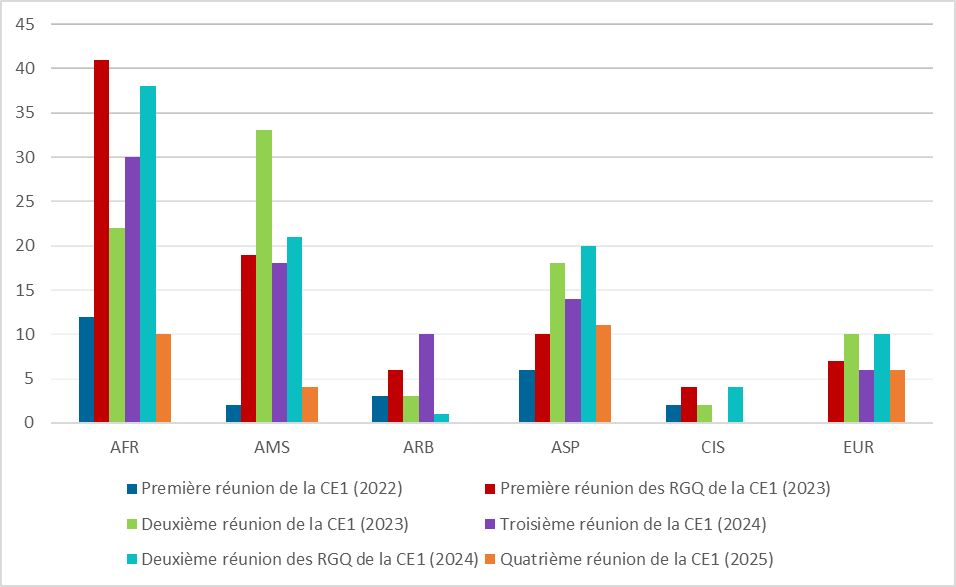 45
40
35
30
25
20
15
10
5
0
AFR AMS ARB ASP CIS EUR
Première réunion de la CE1 (2022) Première réunion des RGQ de la CE1 (2023)
Deuxième réunion de la CE1 (2023) Troisième réunion de la CE1 (2024)
Deuxième réunion des RGQ de la CE1 (2024) Quatrième réunion de la CE1 (2025)